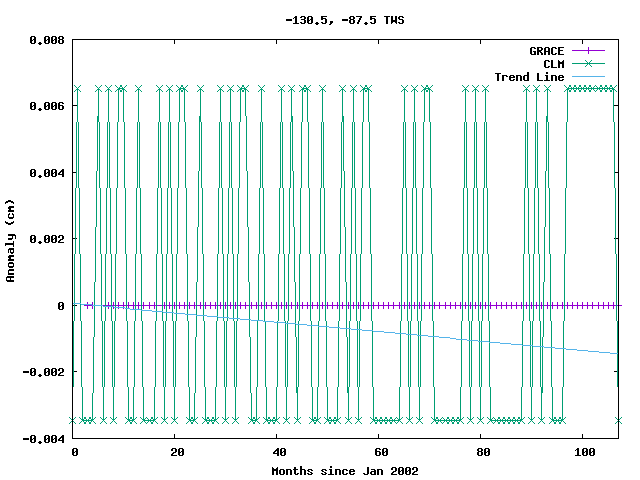 -130.5, -87.5 TWS
0.008
0.006
0.004
0.002
0
-0.002
-0.004
Anomaly (cm)
GRACE
CLM
Trend Line
0 20 40 60 80 100
Months since Jan 2002